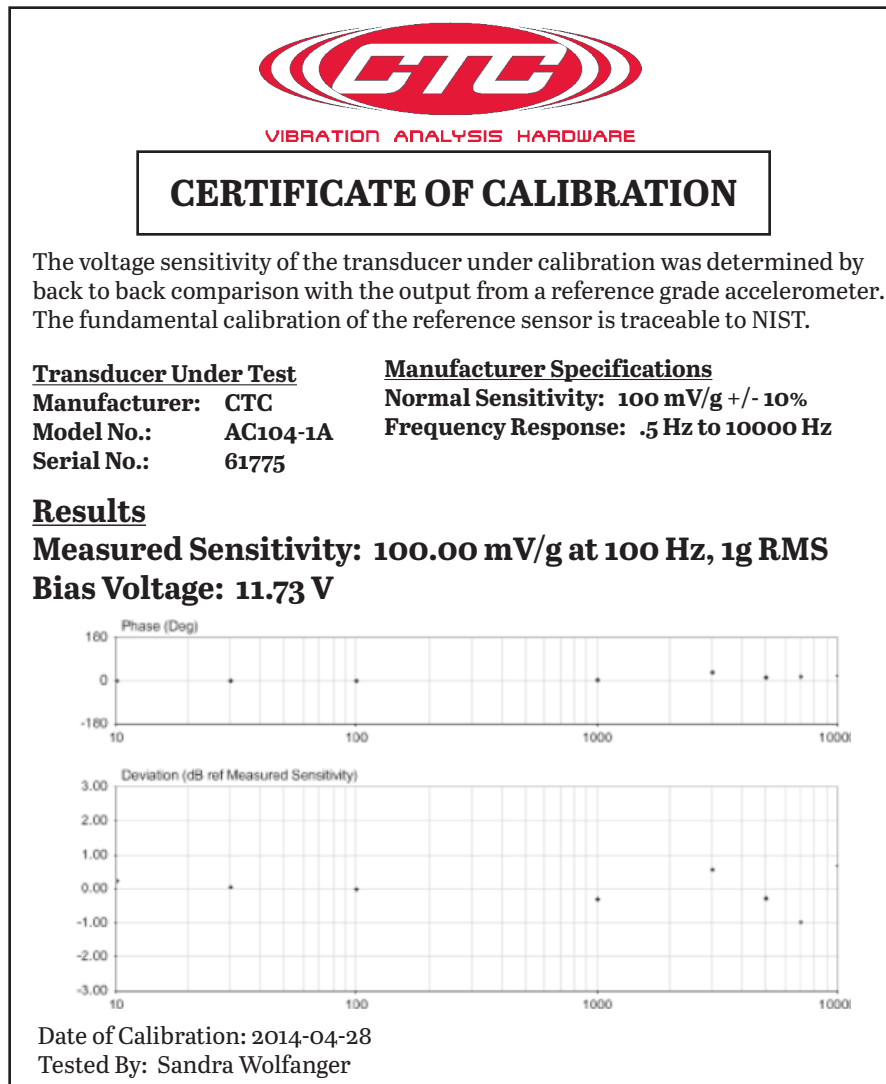 CTC
VIBRATION ANALYSIS HARDWARE
CERTIFICATE OF CALIBRATION
The voltage sensitivity of the transducer under calibration was determined by
back to back comparison with the output from a reference grade accelerometer.
The fundamental calibration of the reference sensor is traceable to NIST.
Transducer Under Test
Manufacturer: CTC
Model No.: AC104-1A
Serial No.: 61775
Manufacturer Specifications
Normal Sensitivity: 100 mV/g +/- 10%
Frequency Response: .5 Hz to 10000 Hz
Results
Measured Sensitivity: 100.00 mV/g at 100 Hz, 1g RMS
Bias Voltage: 11.73 V
Phase (Deg)
180
0
-180
10 100 1000 10000
Deviation (dB ref Measured Sensitivity)
3.00
2.00
1.00
0.00
-1.00
-2.00
-3.00
10 100 1000 10000
Date of Calibration: 2014-04-28
Tested By: Sandra Wolfanger